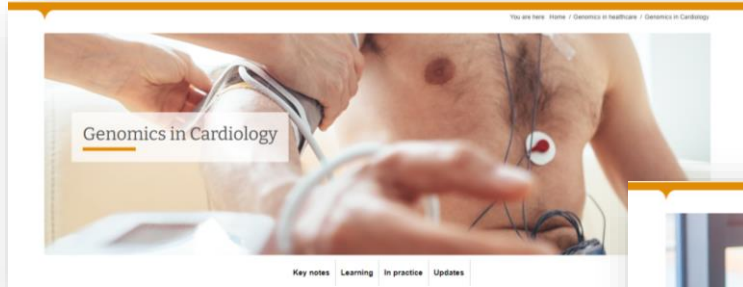 You are here Home / Genomics in healthcare / Genomics in Cardiology
Genomics in Cardiology
Key notes Learning In practice Updates